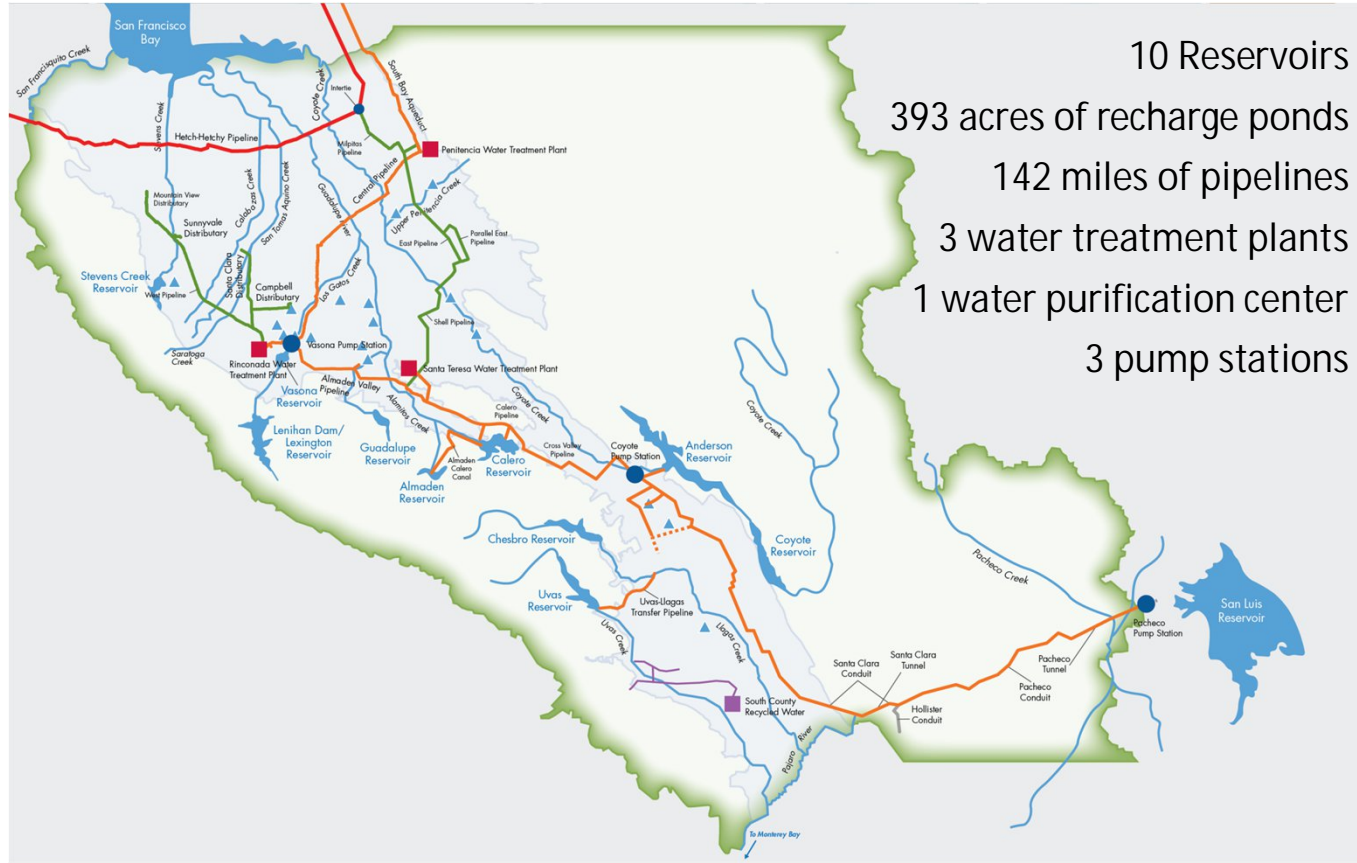 San Francisco
Bay
San Francisquito Creek
Stevens Creek
Hetch-Hetchy Pipeline
Coyote Creek
Intertie
South Bay Aqueduct
Milpitas
Pipeline
Penitencia Water Treatment Plant
Central Pipeline
Upper Penitencia Creek
Guadalupe River
Calabazas Creek
San Tomas Aquino Creek
Mountain View
Distributary
Sunnyvale
Distributary
East Pipeline
Parallel East
Pipeline
Stevens Creek
Reservoir
West Pipeline
Santa Clara
Distributary
Campbell
Distributary
Los Gatos Creek
Shell Pipeline
Saratoga
Creek
Rinconada Water
Treatment Plant
Vasona Pump Station
Santa Teresa Water Treatment Plant
Vasona
Reservoir
Almaden Valley
Pipeline
Alamitos Creek
Calero
Pipeline
Coyote Creek
Lenihan Dam/
Lexington
Reservoir
Guadalupe
Reservoir
Almaden
Calero
Canal
Calero
Reservoir
Almaden
Reservoir
Cross Valley
Pipeline
Coyote
Pump Station
Anderson
Reservoir
Coyote Creek
Coyote
Reservoir
Chesbro Reservoir
Uvas
Reservoir
Uvas-Llagas
Transfer Pipeline
Uvas Creek
Llagas Creek
South County
Recycled Water
Pajaro River
To Monterey Bay
Santa Clara
Conduit
Santa Clara
Tunnel
Hollister
Conduit
Pacheco
Conduit
Pacheco
Tunnel
Pacheco Creek
Pacheco
Pump Station
San Luis
Reservoir
10 Reservoirs
393 acres of recharge ponds
142 miles of pipelines
3 water treatment plants
1 water purification center
3 pump stations